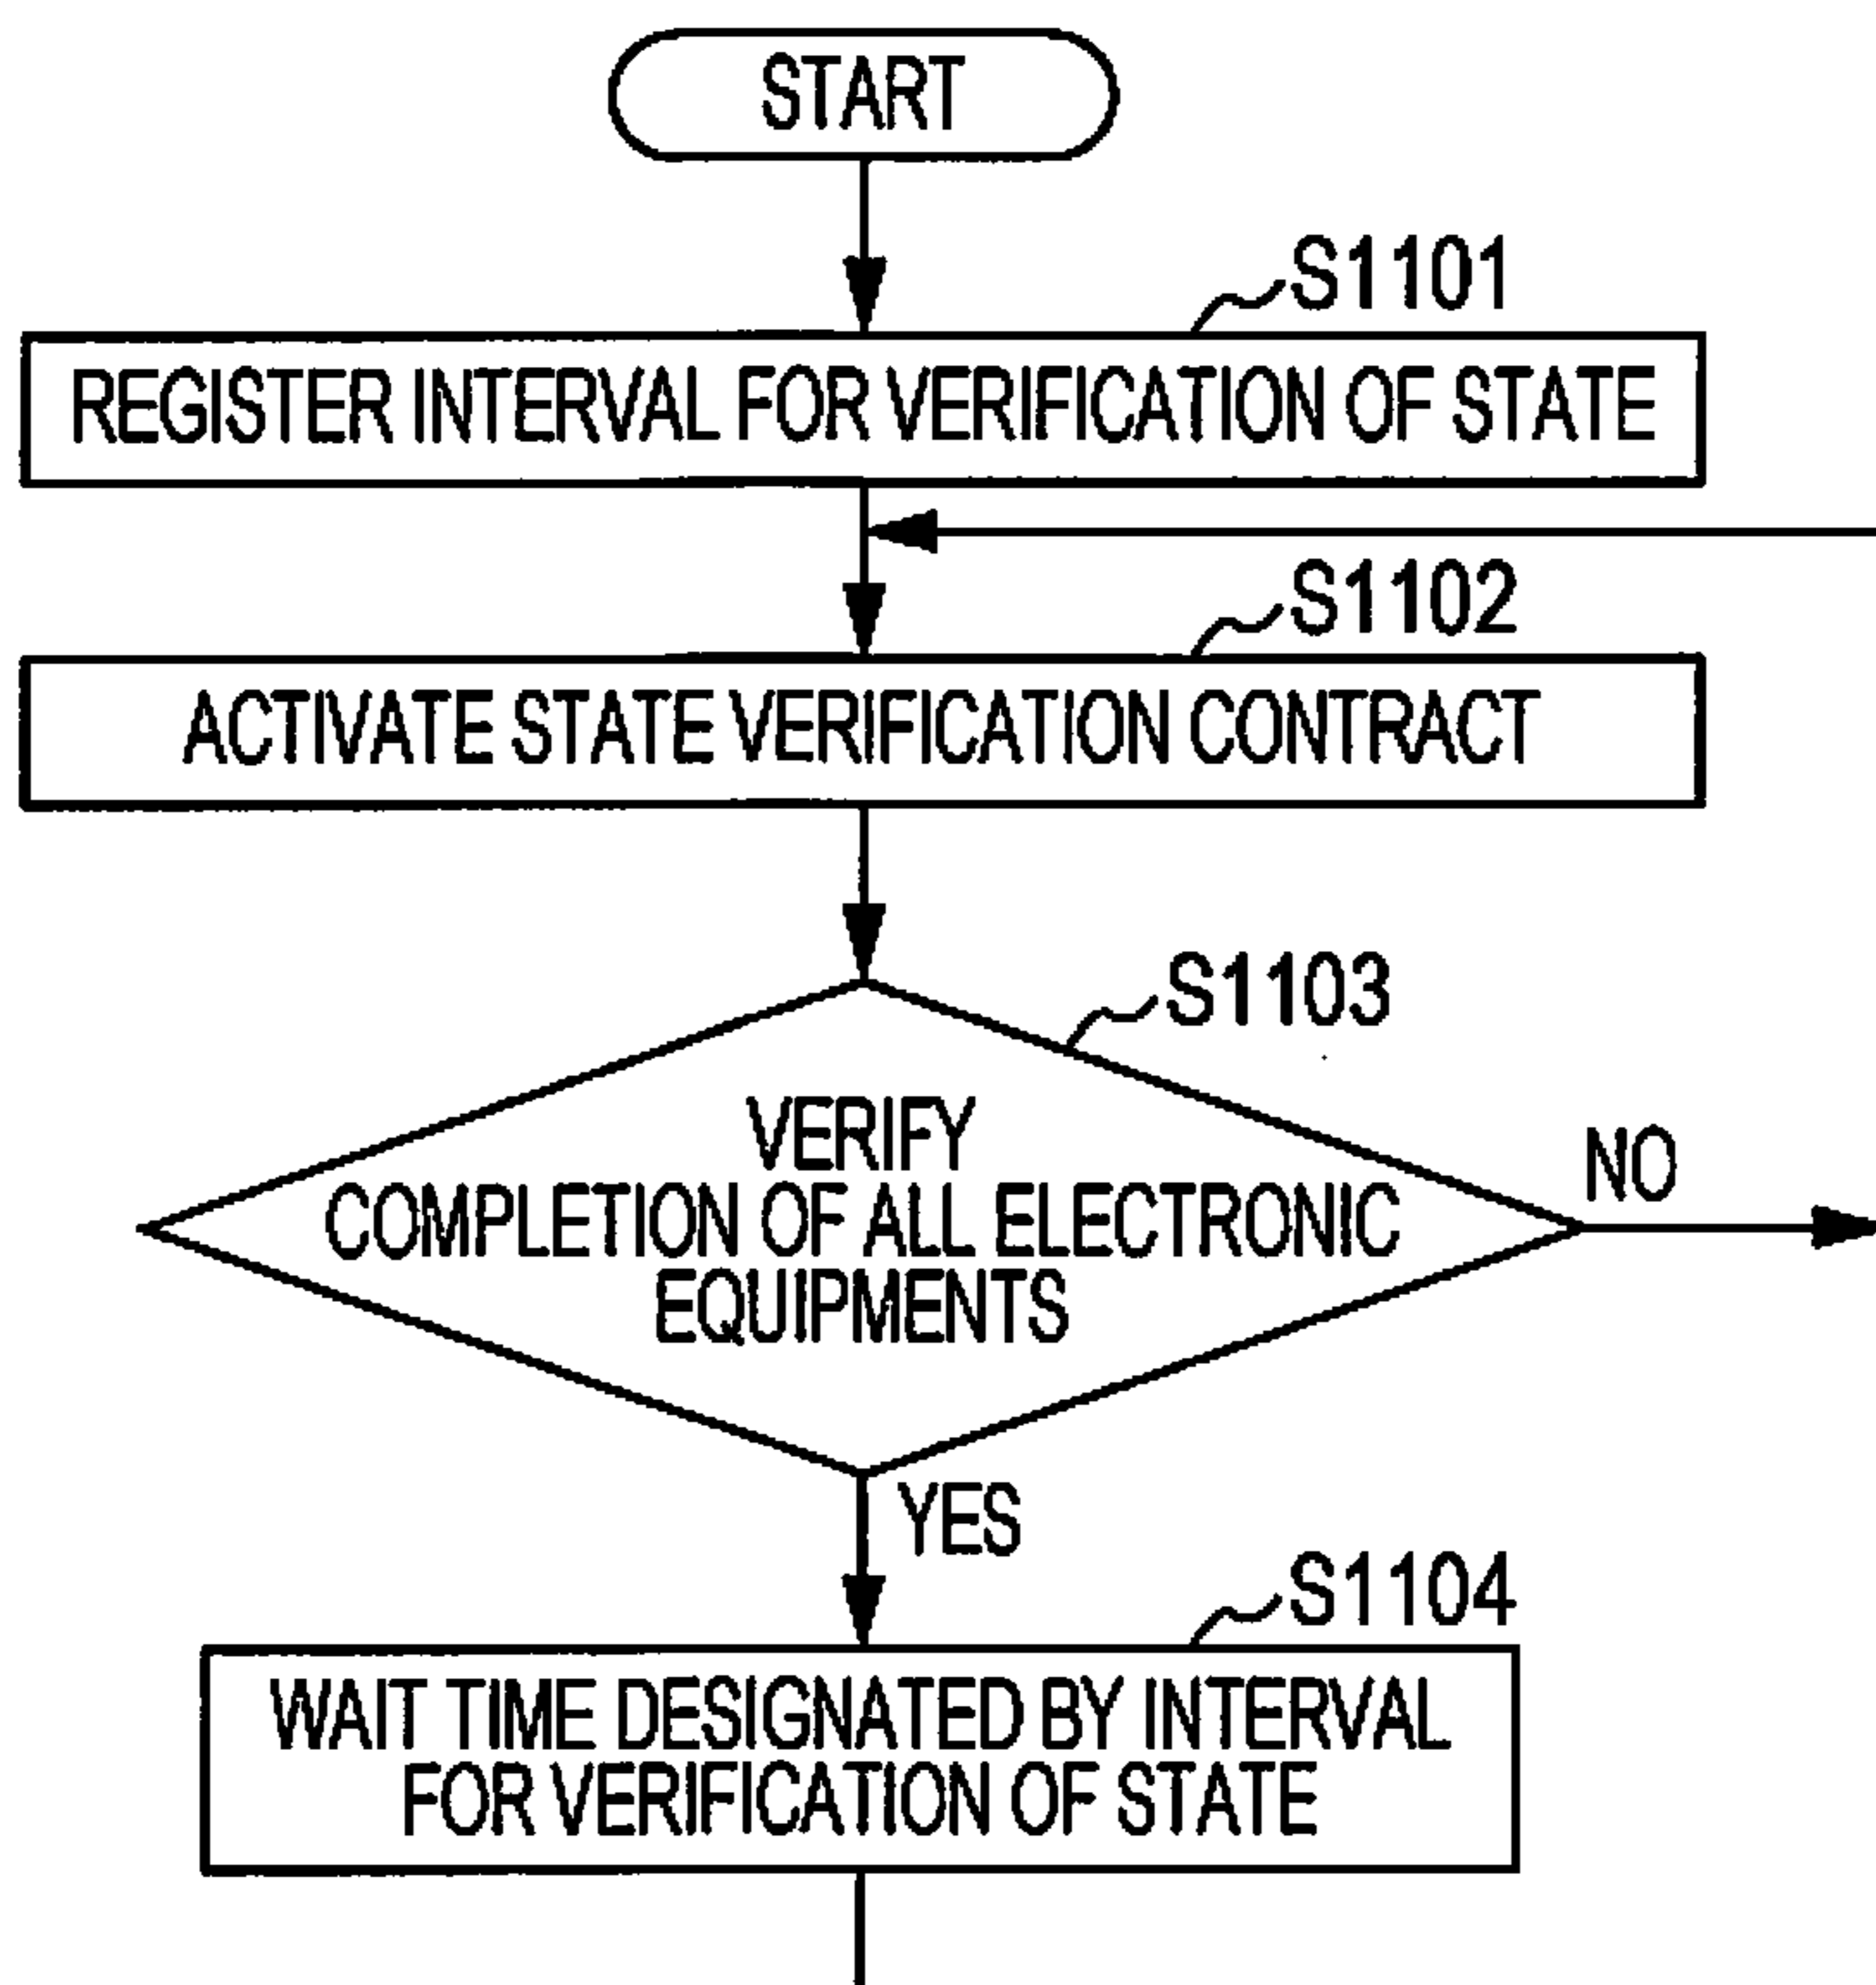 START
S1101
REGISTER INTERVAL FOR VERIFICATION OF STATE
S1102
ACTIVATE STATE VERIFICATION CONTRACT
S1103
VERIFY
COMPLETION OF ALL ELECTRONIC
EQUIPMENTS
NO
YES
S1104
WAIT TIME DESIGNATED BY INTERVAL
FOR VERIFICATION OF STATE